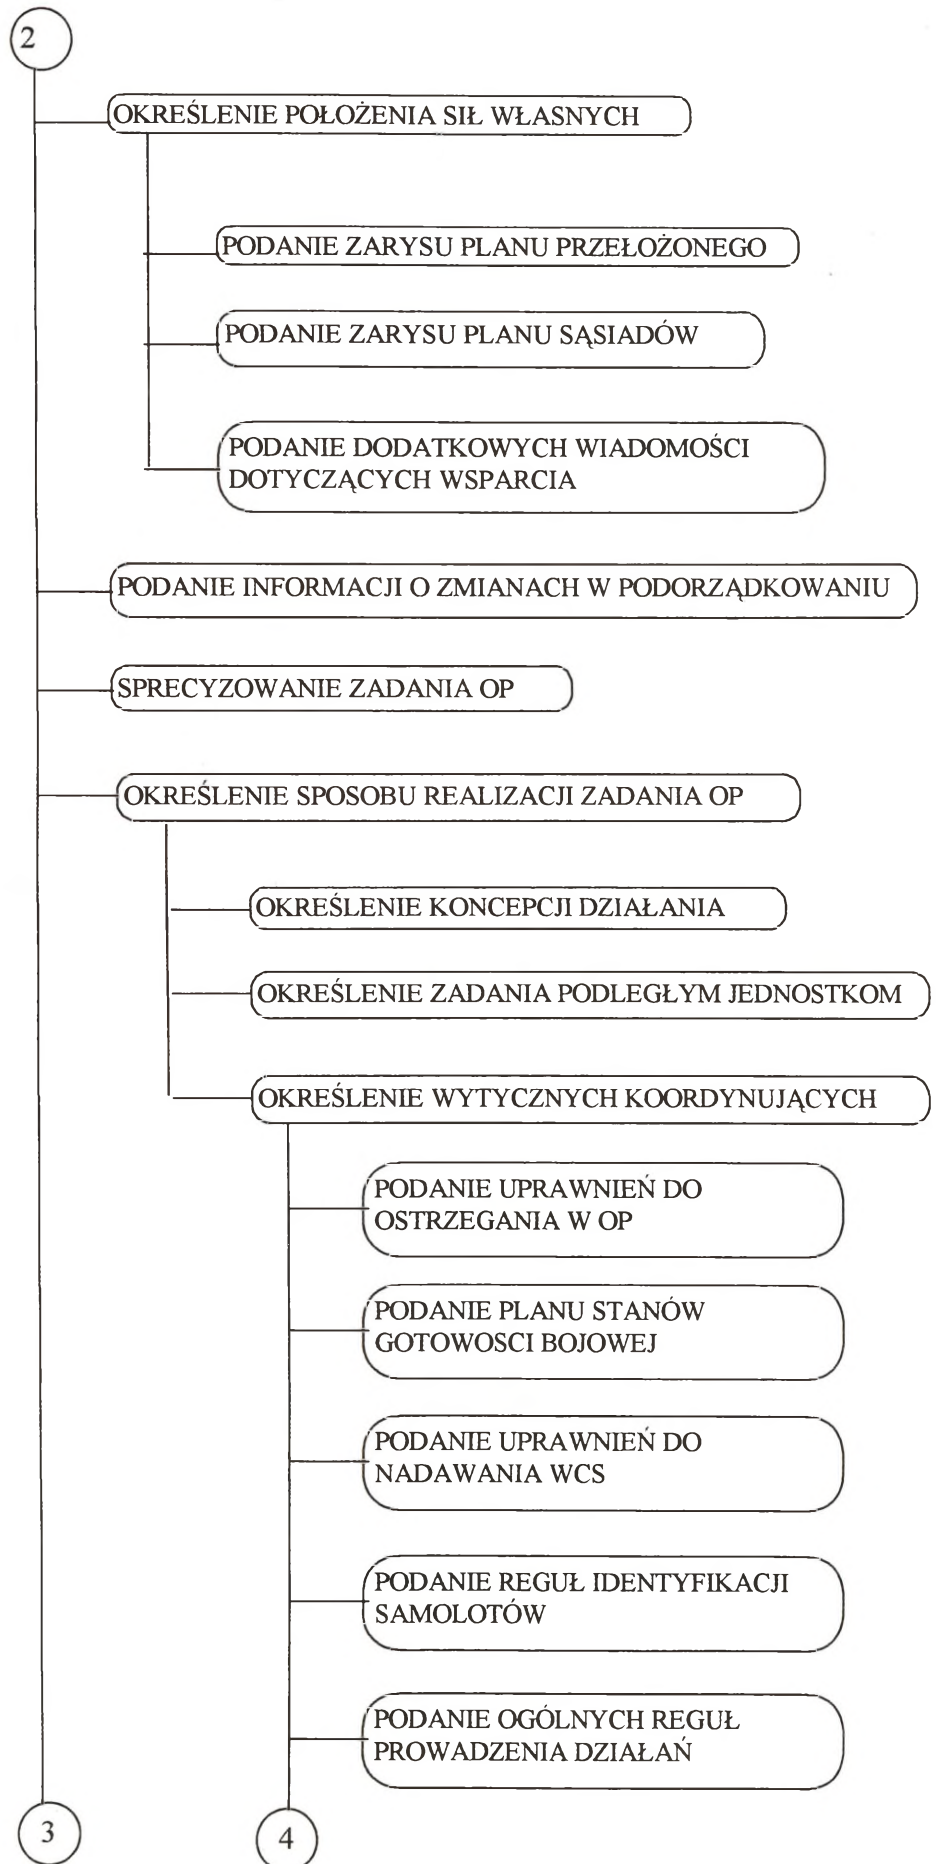 2
OKREŚLENIE POŁOŻENIA SIŁ WŁASNYCH
PODANIE ZARYSU PLANU PRZEŁOŻONEGO
PODANIE ZARYSU PLANU SĄSIADÓW
PODANIE DODATKOWYCH WIADOMOŚCI
DOTYCZĄCYCH WSPARCIA
PODANIE INFORMACJI O ZMIANACH W PODORZĄDKOWANIU
SPRECYZOWANIE ZADANIA OP
OKREŚLENIE SPOSOBU REALIZACJI ZADANIA OP
OKREŚLENIE KONCEPCJI DZIAŁANIA
OKREŚLENIE ZADANIA PODLEGŁYM JEDNOSTKOM
OKREŚLENIE WYTYCZNYCH KOORDYNUJĄCYCH
PODANIE UPRAWNIEŃ DO
OSTRZEGANIA W OP
PODANIE PLANU STANÓW
GOTOWOSCI BOJOWEJ
PODANIE UPRAWNIEŃ DO
NADAWANIA WCS
PODANIE REGUŁ IDENTYFIKACJI
SAMOLOTÓW
PODANIE OGÓLNYCH REGUŁ
PROWADZENIA DZIAŁAŃ
3
4